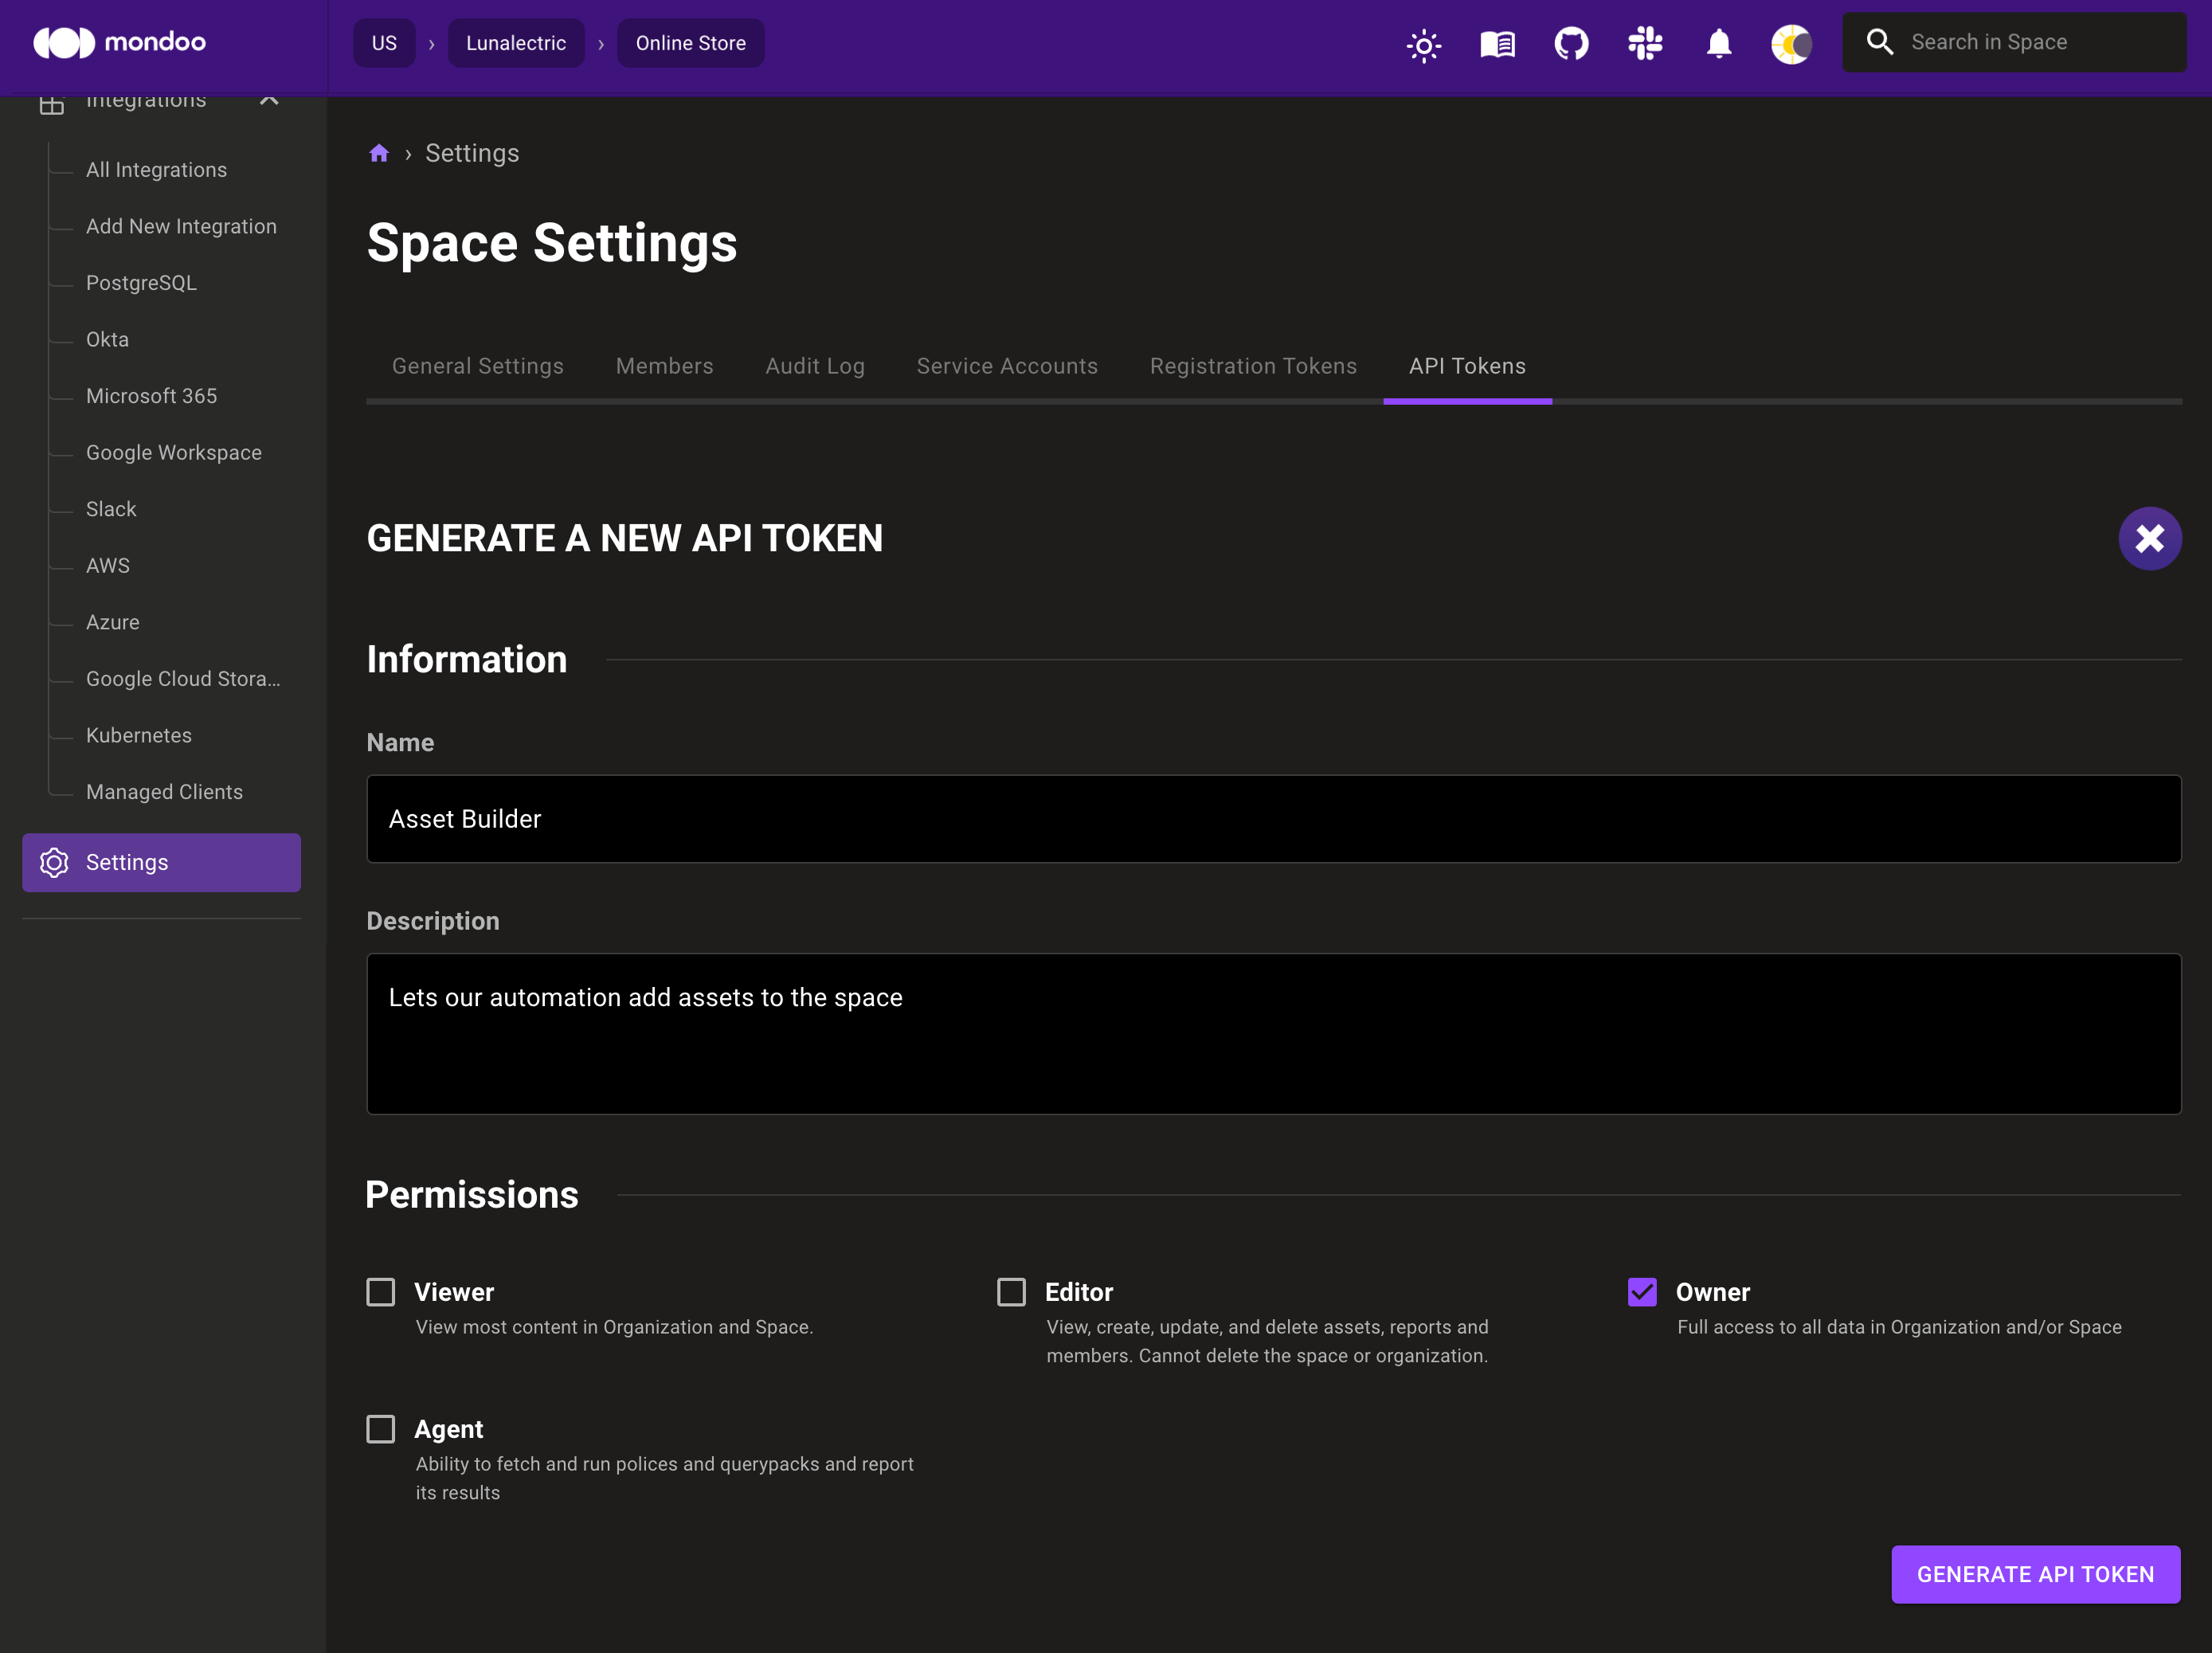 mondoo
US › Lunalectric › Online Store
Search in Space
Integrations
All Integrations
Add New Integration
PostgreSQL
Okta
Microsoft 365
Google Workspace
Slack
AWS
Azure
Google Cloud Stora...
Kubernetes
Managed Clients
Settings
› Settings
Space Settings
General Settings
Members
Audit Log
Service Accounts
Registration Tokens
API Tokens
GENERATE A NEW API TOKEN
Information
Name
Asset Builder
Description
Lets our automation add assets to the space
Permissions
Viewer
View most content in Organization and Space.
Editor
View, create, update, and delete assets, reports and
members. Cannot delete the space or organization.
Owner
Full access to all data in Organization and/or Space
Agent
Ability to fetch and run polices and querypacks and report
its results
GENERATE API TOKEN